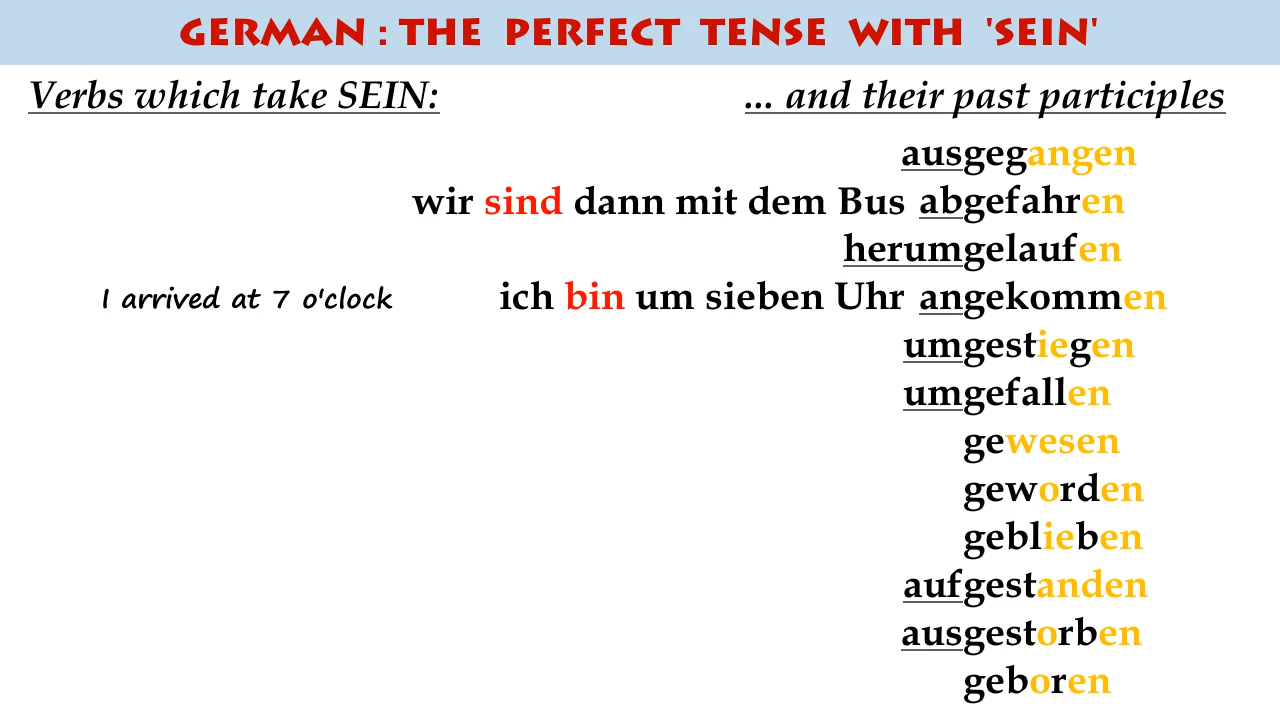 GERMAN : THE PERFECT TENSE WITH 'SEIN'
Verbs which take SEIN: ... and their past participles
ausgegangen
wir sind dann mit dem Bus abgefahren
herumgelaufen
I arrived at 7 o'clock ich bin um sieben Uhr angekommen
umgestiegen
umgefallen
gewesen
geworden
geblieben
aufgestanden
ausgestorben
geboren